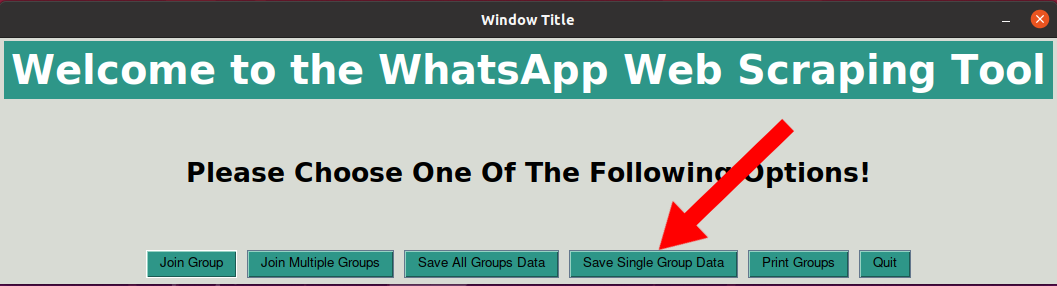 Window Title
Welcome to the WhatsApp Web Scraping Tool
Please Choose One Of The Following Options!
Join Group Join Multiple Groups Save All Groups Data Save Single Group Data Print Groups Quit